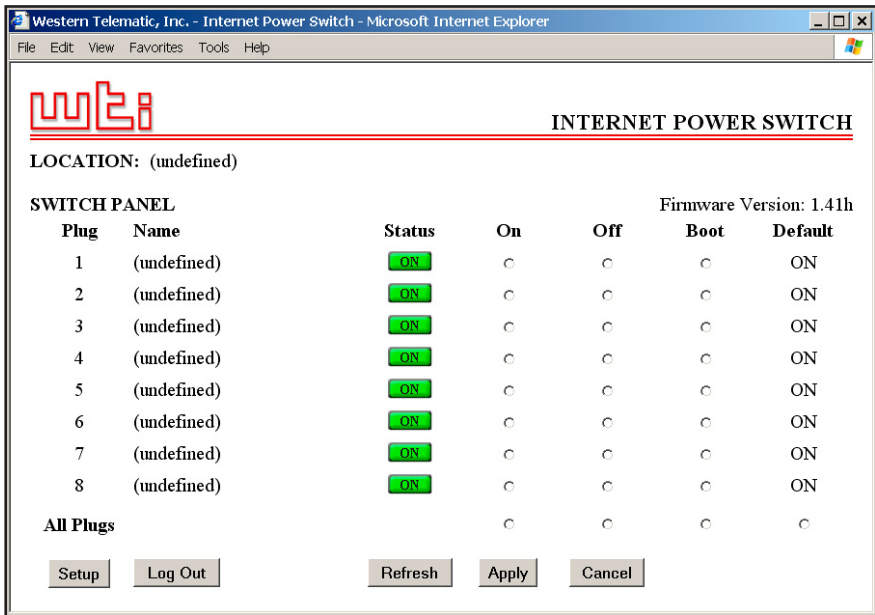 Western Telematic, Inc. - Internet Power Switch - Microsoft Internet Explorer
File Edit View Favorites Tools Help
wti
INTERNET POWER SWITCH
LOCATION: (undefined)
SWITCH PANEL Firmware Version: 1.41h
Plug Name Status On Off Boot Default
1 (undefined) ON ON
2 (undefined) ON ON
3 (undefined) ON ON
4 (undefined) ON ON
5 (undefined) ON ON
6 (undefined) ON ON
7 (undefined) ON ON
8 (undefined) ON ON
All Plugs
Setup Log Out Refresh Apply Cancel